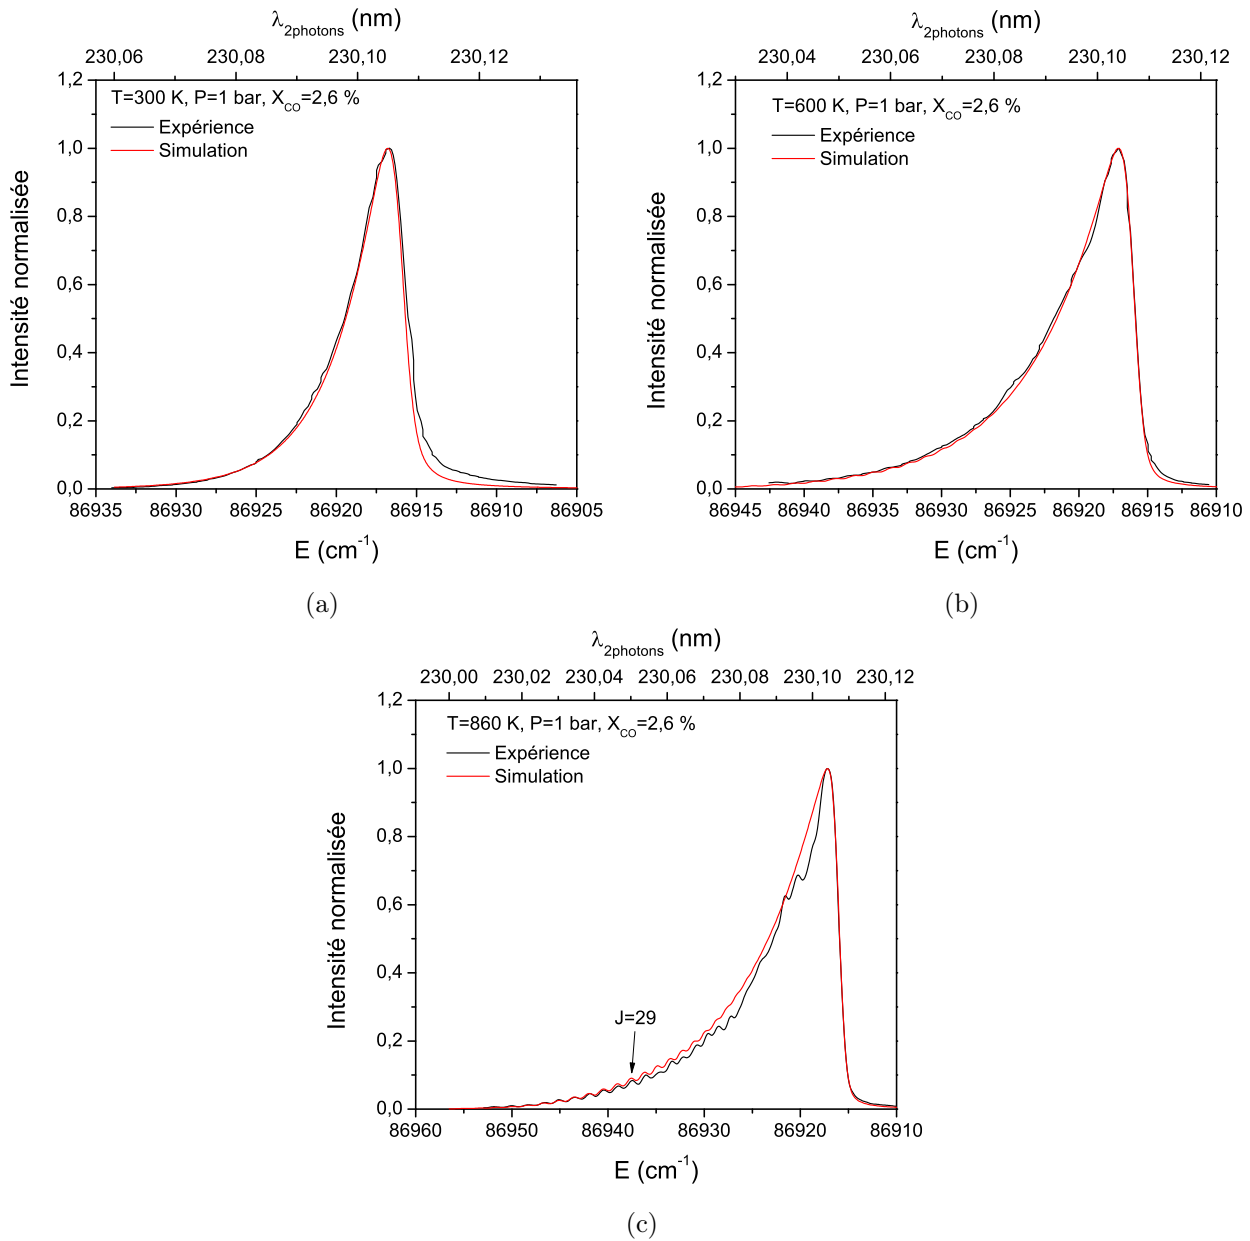 λ2photons (nm)
230,06 230,08 230,10 230,12
1,2
1,0
0,8
0,6
0,4
0,2
0,0
Intensité normalisée
T=300 K, P=1 bar, XCO=2,6 %
Expérience
Simulation
86935 86930 86925 86920 86915 86910 86905
E (cm-1)
(a)
λ2photons (nm)
230,04 230,06 230,08 230,10 230,12
1,2
1,0
0,8
0,6
0,4
0,2
0,0
Intensité normalisée
T=600 K, P=1 bar, XCO=2,6 %
Expérience
Simulation
86945 86940 86935 86930 86925 86920 86915 86910
E (cm-1)
(b)
λ2photons (nm)
230,00 230,02 230,04 230,06 230,08 230,10 230,12
1,2
1,0
0,8
0,6
0,4
0,2
0,0
Intensité normalisée
T=860 K, P=1 bar, XCO=2,6 %
Expérience
Simulation
J=29
86960 86950 86940 86930 86920 86910
E (cm-1)
(c)